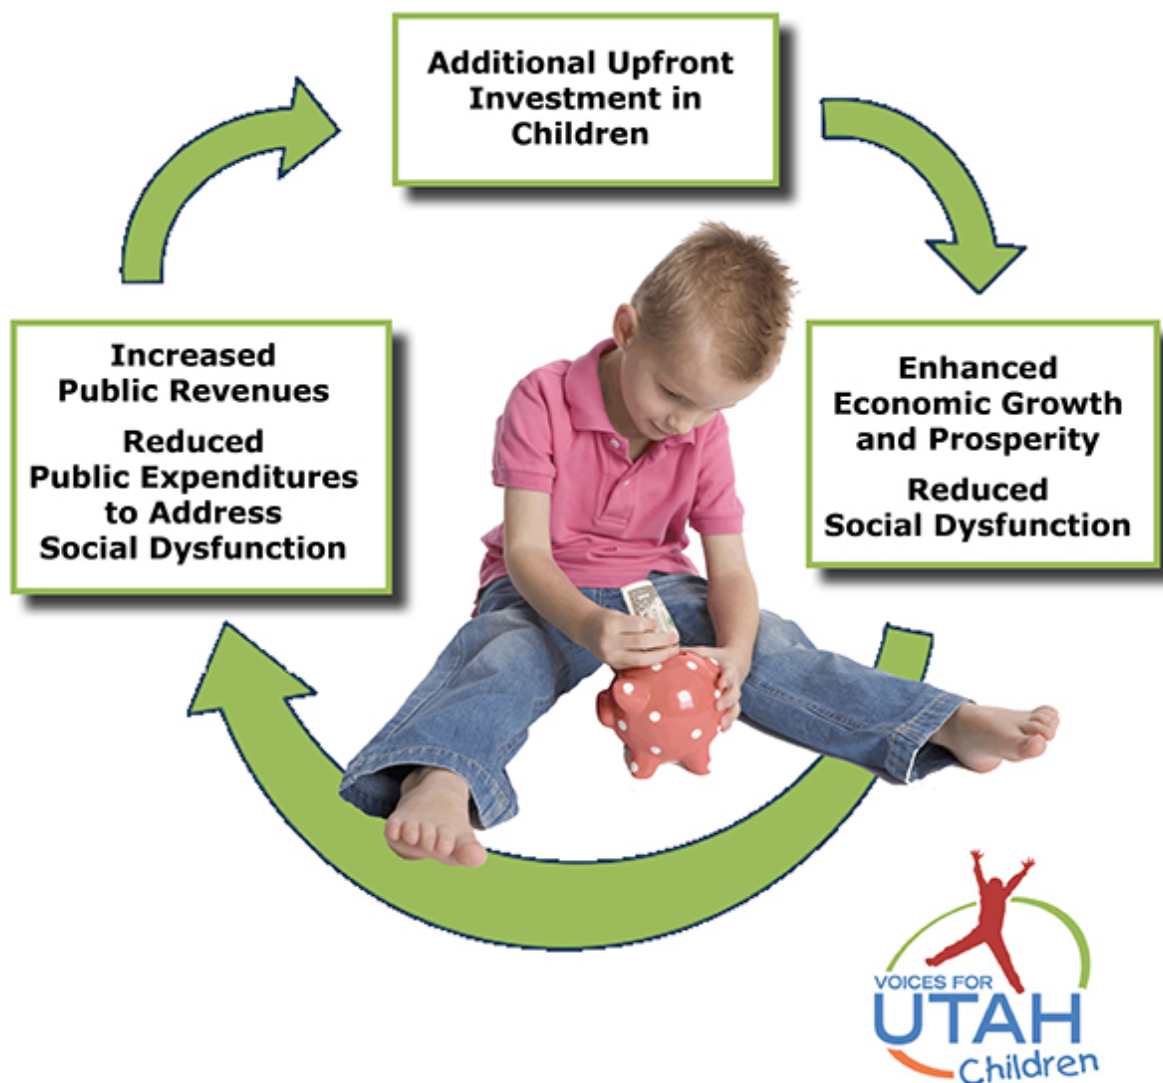 Additional Upfront
Investment in
Children
Increased
Public Revenues
Reduced
Public Expenditures
to Address
Social Dysfunction
Enhanced
Economic Growth
and Prosperity
Reduced
Social Dysfunction
VOICES FOR
UTAH
Children